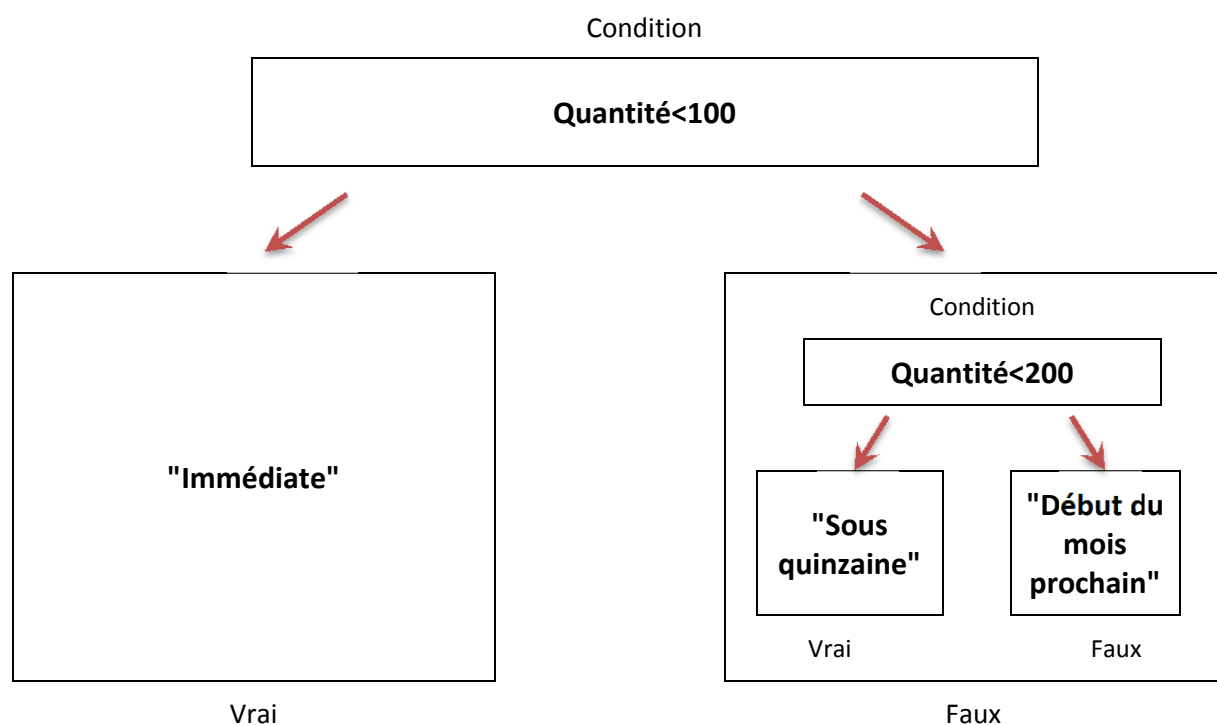 Condition
Quantité<100
Condition
Quantité<200
"Immédiate"
"Sous
quinzaine"
"Début du
mois
prochain"
Vrai
Faux
Vrai
Faux